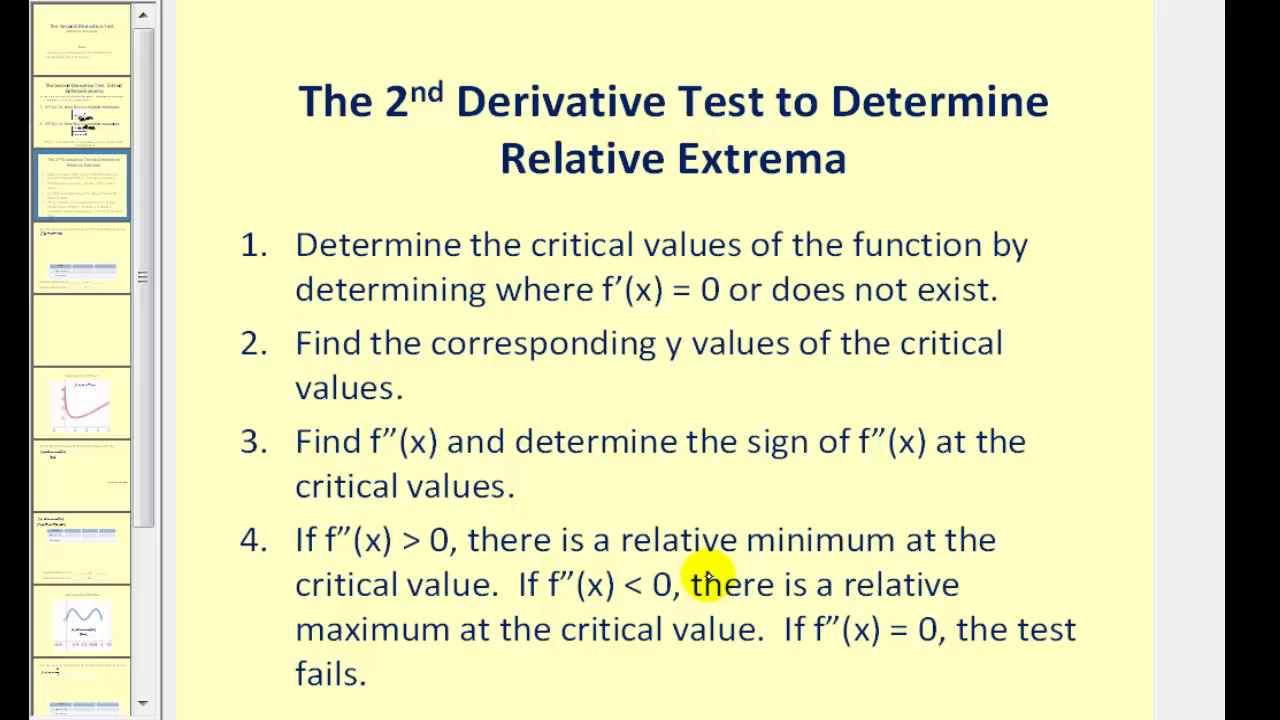 The 2nd Derivative Test to Determine
Relative Extrema
1. Determine the critical values of the function by
determining where f’(x) = 0 or does not exist.
2. Find the corresponding y values of the critical
values.
3. Find f”(x) and determine the sign of f”(x) at the
critical values.
4. If f”(x) > 0, there is a relative minimum at the
critical value. If f”(x) < 0, there is a relative
maximum at the critical value. If f”(x) = 0, the test
fails.